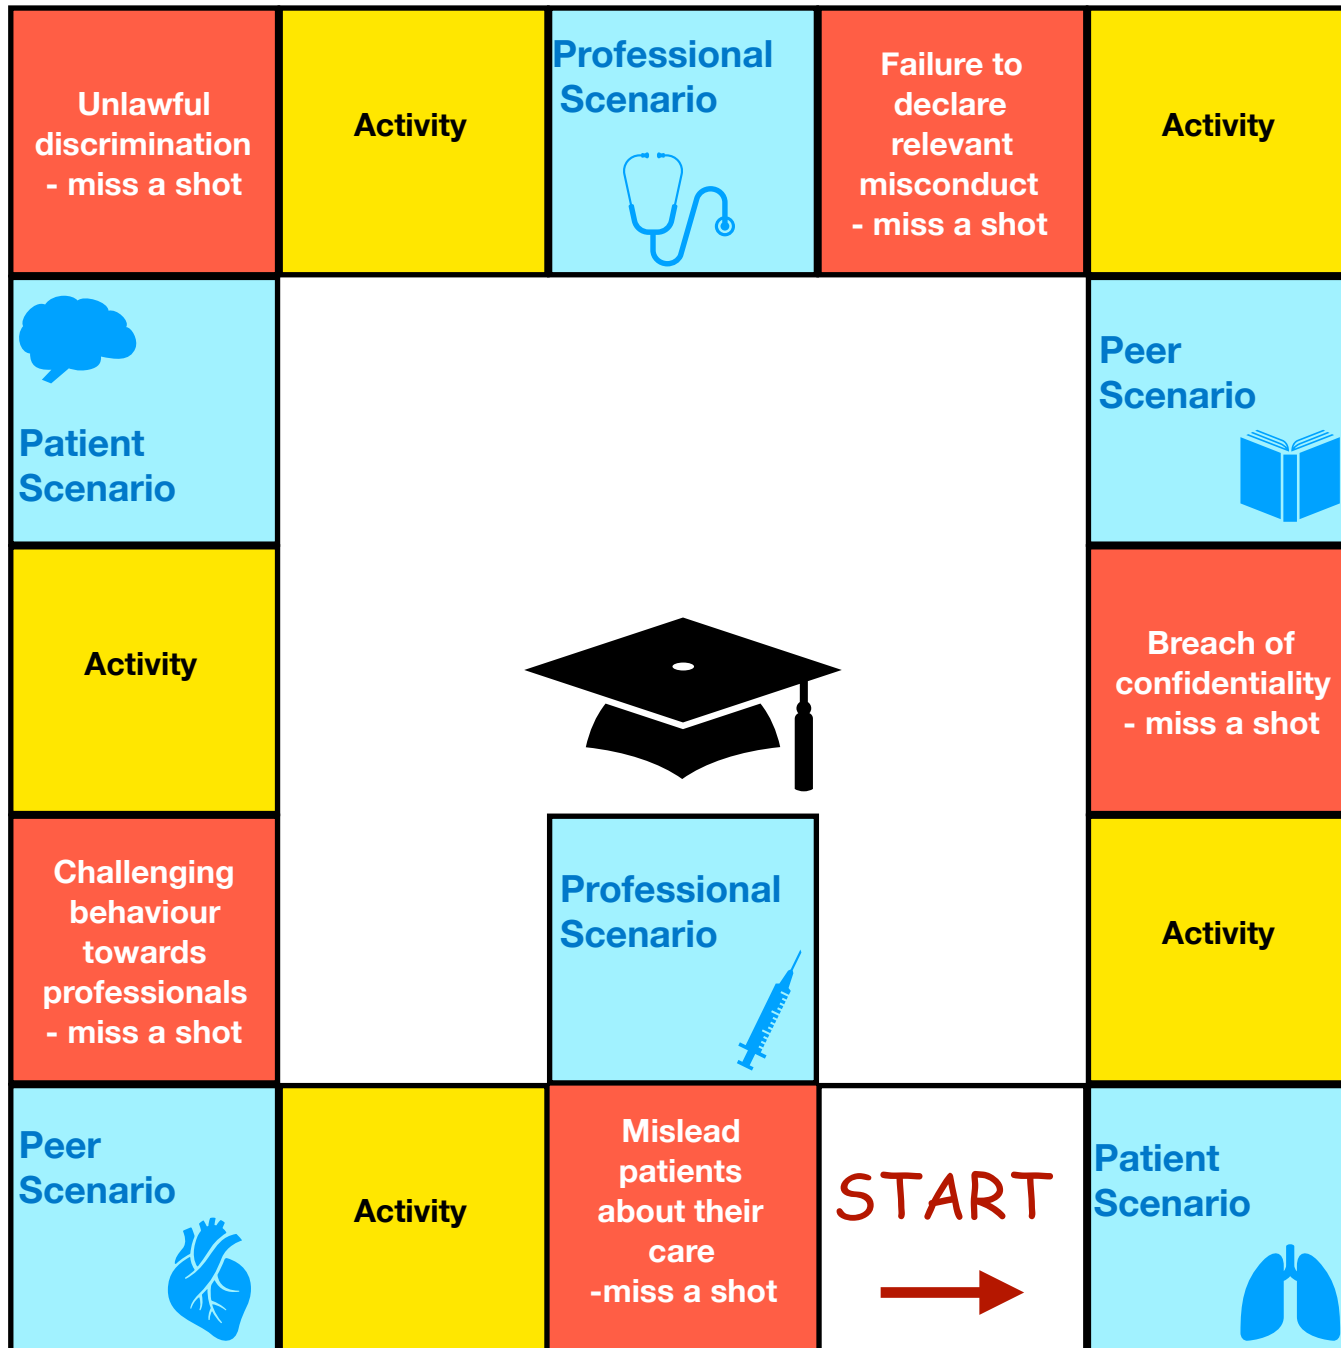 Unlawful
discrimination
- miss a shot
Activity
Professional
Scenario
Failure to
declare
relevant
misconduct
- miss a shot
Activity
Patient
Scenario
Peer
Scenario
Activity
Breach of
confidentiality
- miss a shot
Challenging
behaviour
towards
professionals
- miss a shot
Professional
Scenario
Activity
Peer
Scenario
Activity
Mislead
patients
about their
care
-miss a shot
START
Patient
Scenario